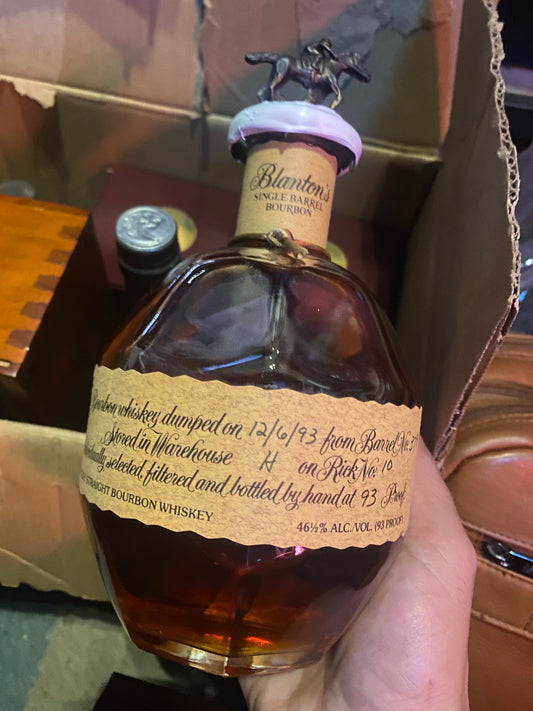 Blanton's
SINGLE BARREL
BOURBON
whiskey dumped on 12/6/93 from Barrel No.
Stored in Warehouse H on Rick No. 10
selected, filtered and bottled by hand at 93 Proof
STRAIGHT BOURBON WHISKEY
46½% ALC./VOL. (93 PROOF)